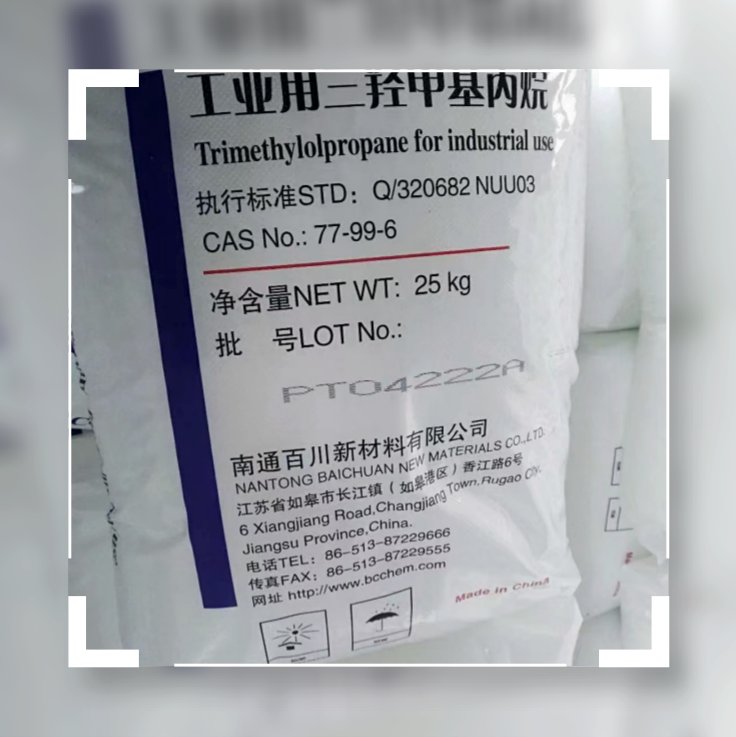 工业用三羟甲基丙烷
Trimethylolpropane for industrial use
执行标准STD: Q/320682 NUU03
CAS No.: 77-99-6
净含量NET WT: 25 kg
批 号LOT No.:
PT04222A
南通百川新材料有限公司
NANTONG BAICHUAN NEW MATERIALS CO.,LTD.
江苏省如皋市长江镇(如皋港区)香江路6号
6 Xiangjiang Road,Changjiang Town,Rugao City,
Jiangsu Province,China.
电话TEL: 86-513-87229666
传真FAX: 86-513-87229555
网址 http://www.bcchem.com
Made in China